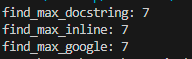 find_max_docstring: 7
find_max_inline: 7
find_max_google: 7